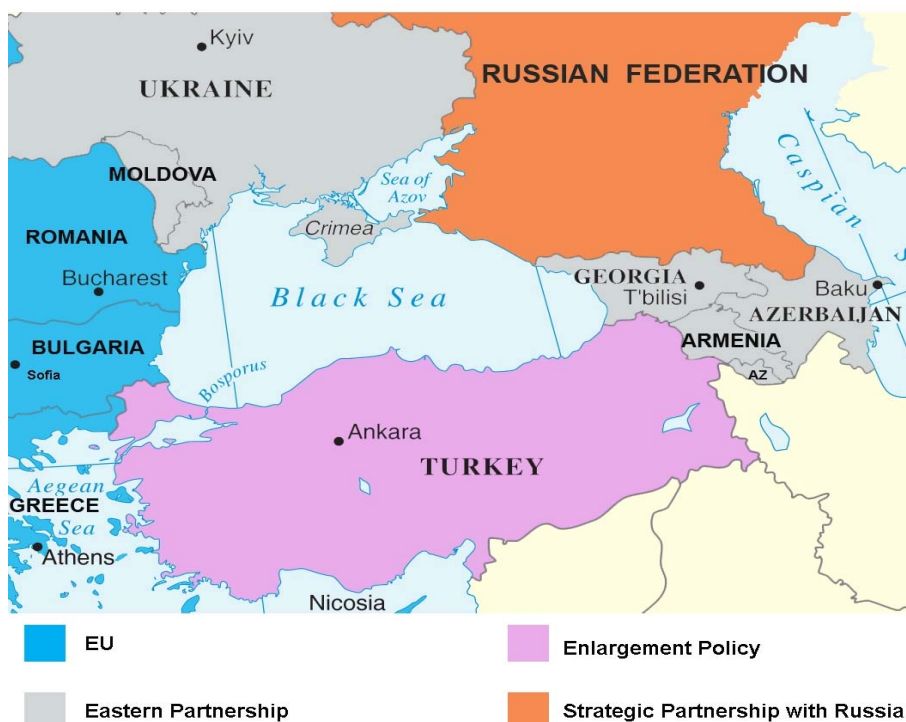 Kyiv
UKRAINE
RUSSIAN FEDERATION
MOLDOVA
Sea of
Azov
Caspian
S
ROMANIA
Crimea
Bucharest
Black Sea
GEORGIA
T'bilisi
Baku
AZERBAIJAN
BULGARIA
ARMENIA
Sofia
AZ
Bosporus
Ankara
TURKEY
Aegean
GREECE
Sea
Athens
Nicosia
EU
Enlargement Policy
Eastern Partnership
Strategic Partnership with Russia